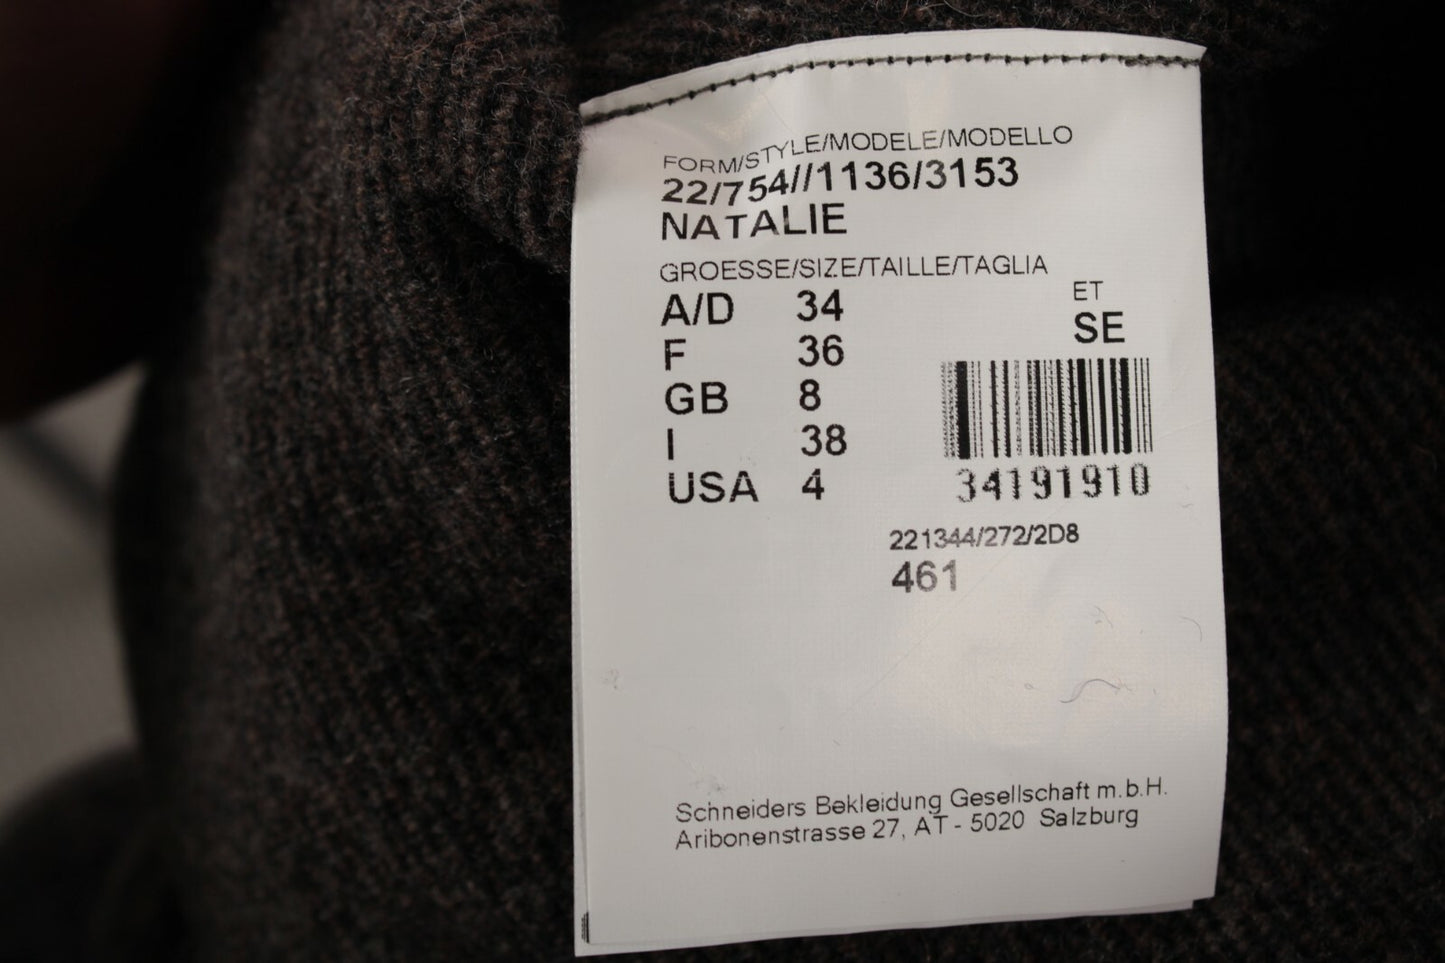 FORM/STYLE/MODELE/MODELLO
22/754//1136/3153
NATALIE
GROESSE/SIZE/TAILLE/TAGLIA
A/D 34
F 36
GB 8
I 38
USA 4
ET
SE
34191910
221344/272/2D8
461
Schneiders Bekleidung Gesellschaft m.b.H.
Aribonenstrasse 27, AT - 5020 Salzburg